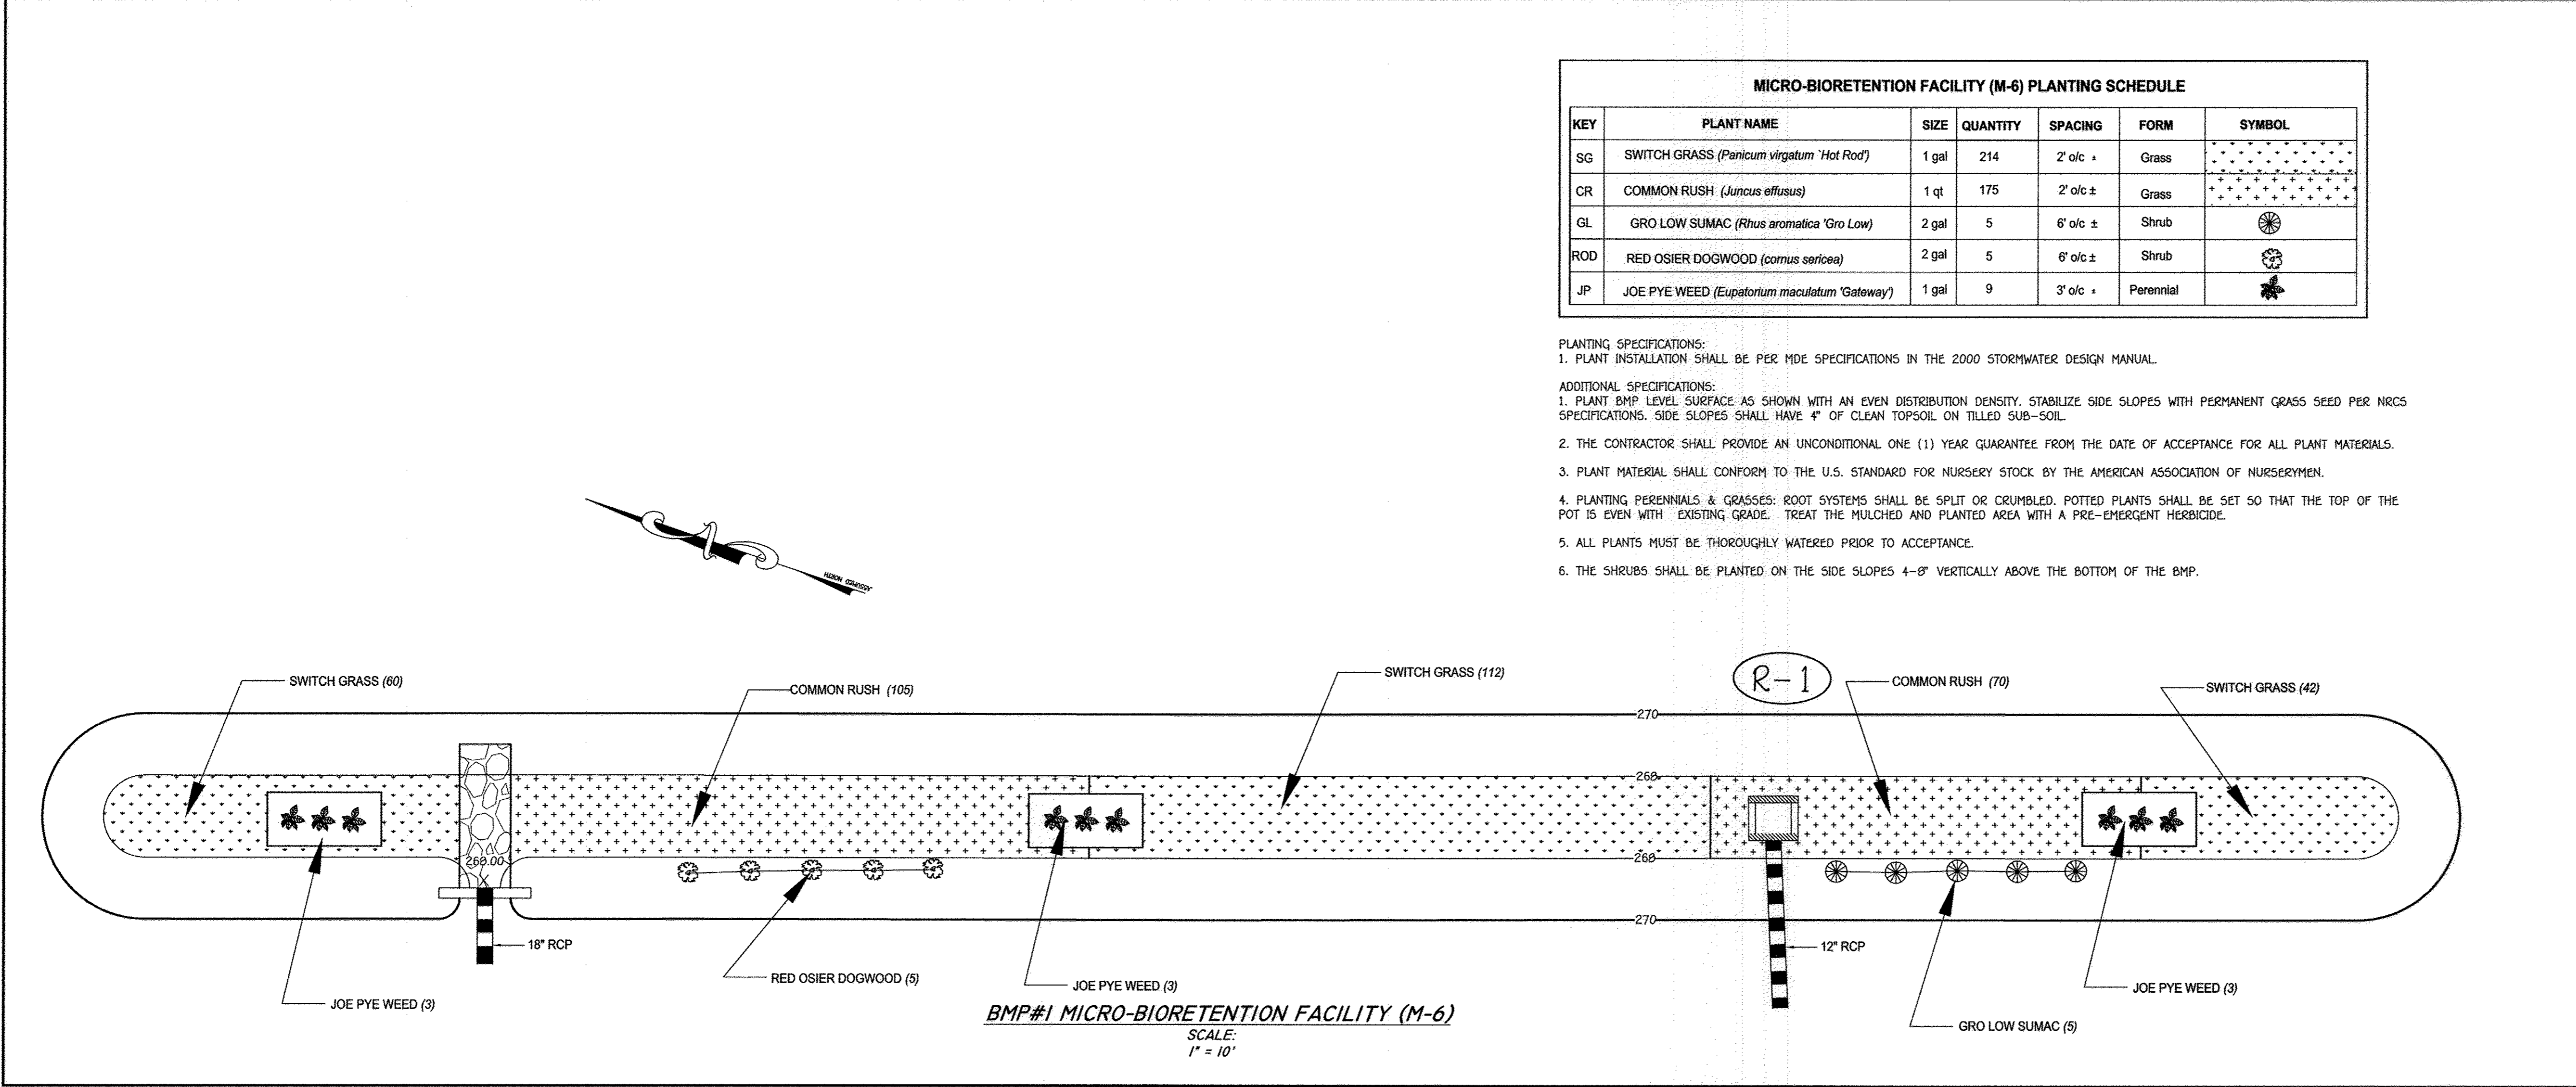 MICRO-BIORETENTION FACILITY (M-6) PLANTING SCHEDULE
KEY PLANT NAME SIZE QUANTITY SPACING FORM SYMBOL
SG SWITCH GRASS (Panicum virgatum `Hot Rod') 1 gal 214 2' o/c ± Grass
CR COMMON RUSH (Juncus effusus) 1 qt 175 2' o/c ± Grass
GL GRO LOW SUMAC (Rhus aromatica 'Gro Low) 2 gal 5 6' o/c ± Shrub
ROD RED OSIER DOGWOOD (cornus sericea) 2 gal 5 6' o/c ± Shrub
JP JOE PYE WEED (Eupatorium maculatum 'Gateway') 1 gal 9 3' o/c ± Perennial
PLANTING SPECIFICATIONS:
1. PLANT INSTALLATION SHALL BE PER MDE SPECIFICATIONS IN THE 2000 STORMWATER DESIGN MANUAL.
ADDITIONAL SPECIFICATIONS:
1. PLANT BMP LEVEL SURFACE AS SHOWN WITH AN EVEN DISTRIBUTION DENSITY. STABILIZE SIDE SLOPES WITH PERMANENT GRASS SEED PER NRCS
SPECIFICATIONS. SIDE SLOPES SHALL HAVE 4" OF CLEAN TOPSOIL ON TILLED SUB-SOIL.
2. THE CONTRACTOR SHALL PROVIDE AN UNCONDITIONAL ONE (1) YEAR GUARANTEE FROM THE DATE OF ACCEPTANCE FOR ALL PLANT MATERIALS.
3. PLANT MATERIAL SHALL CONFORM TO THE U.S. STANDARD FOR NURSERY STOCK BY THE AMERICAN ASSOCIATION OF NURSERYMEN.
4. PLANTING PERENNIALS & GRASSES: ROOT SYSTEMS SHALL BE SPLIT OR CRUMBLED. POTTED PLANTS SHALL BE SET SO THAT THE TOP OF THE
POT IS EVEN WITH EXISTING GRADE. TREAT THE MULCHED AND PLANTED AREA WITH A PRE-EMERGENT HERBICIDE.
5. ALL PLANTS MUST BE THOROUGHLY WATERED PRIOR TO ACCEPTANCE.
6. THE SHRUBS SHALL BE PLANTED ON THE SIDE SLOPES 4-8" VERTICALLY ABOVE THE BOTTOM OF THE BMP.
ASSUMED NORTH
SWITCH GRASS (60)
COMMON RUSH (105)
SWITCH GRASS (112)
R-1
COMMON RUSH (70)
SWITCH GRASS (42)
270
268
268.00
268
270
18" RCP
12" RCP
RED OSIER DOGWOOD (5)
JOE PYE WEED (3)
JOE PYE WEED (3)
JOE PYE WEED (3)
GRO LOW SUMAC (5)
BMP#1 MICRO-BIORETENTION FACILITY (M-6)
SCALE:
1" = 10'